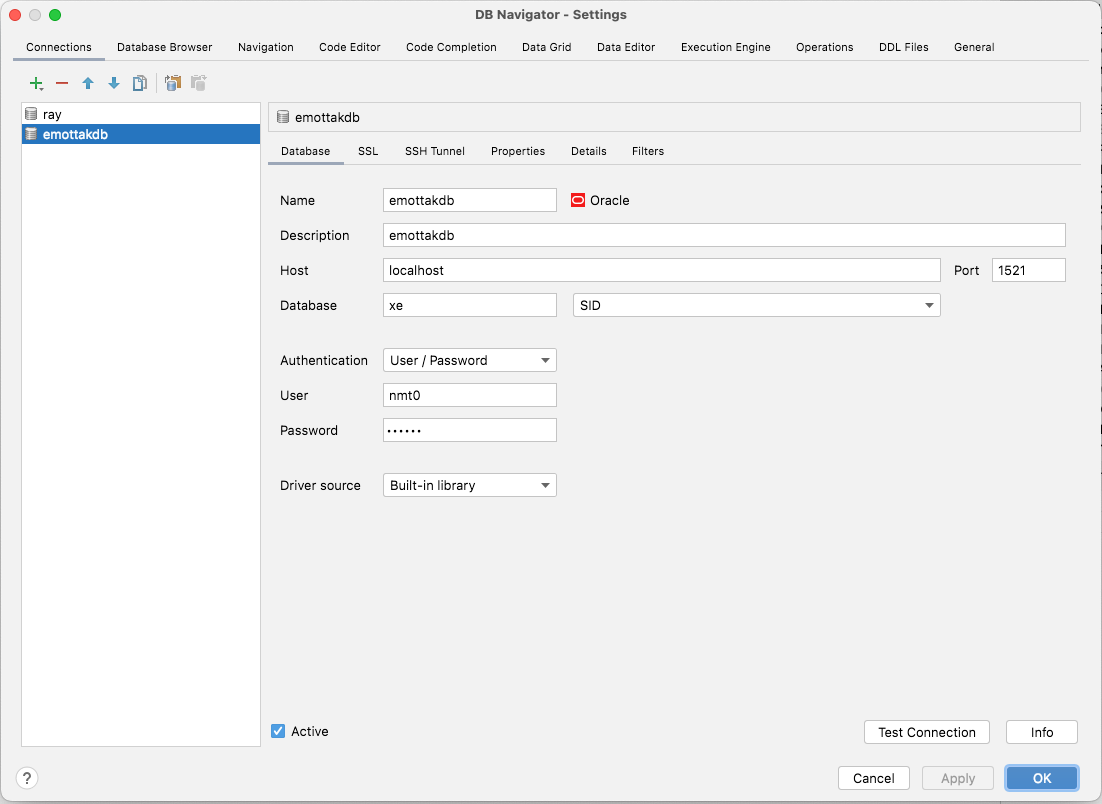 DB Navigator - Settings
Connections Database Browser Navigation Code Editor Code Completion Data Grid Data Editor Execution Engine Operations DDL Files General
ray
emottakdb
emottakdb
Database SSL SSH Tunnel Properties Details Filters
Name emottakdb Oracle
Description emottakdb
Host localhost Port 1521
Database xe SID
Authentication User / Password
User nmt0
Password ••••••
Driver source Built-in library
Active
Test Connection Info
? Cancel Apply OK